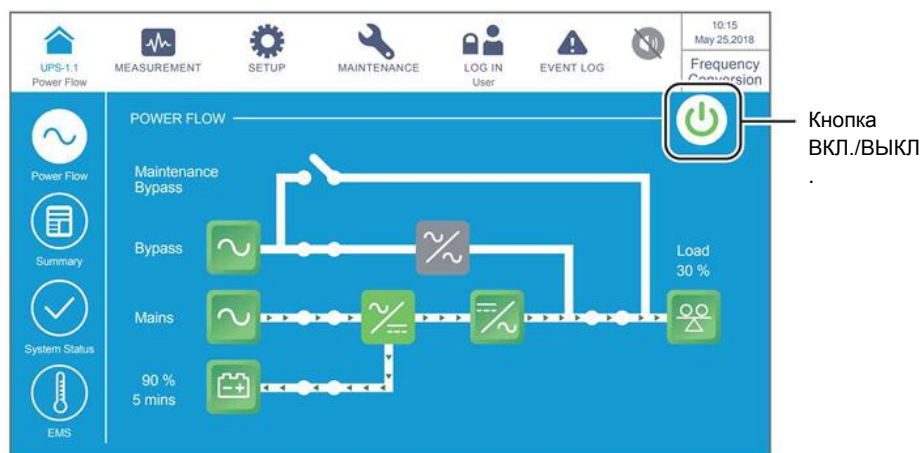 UPS-1.1
Power Flow
MEASUREMENT
SETUP
MAINTENANCE
LOG IN
User
EVENT LOG
10:15
May 25,2018
Frequency
Conversion
POWER FLOW
Кнопка
ВКЛ./ВЫКЛ
.
Power Flow
Maintenance
Bypass
Summary
Bypass
Load
30 %
System Status
Mains
90 %
5 mins
EMS